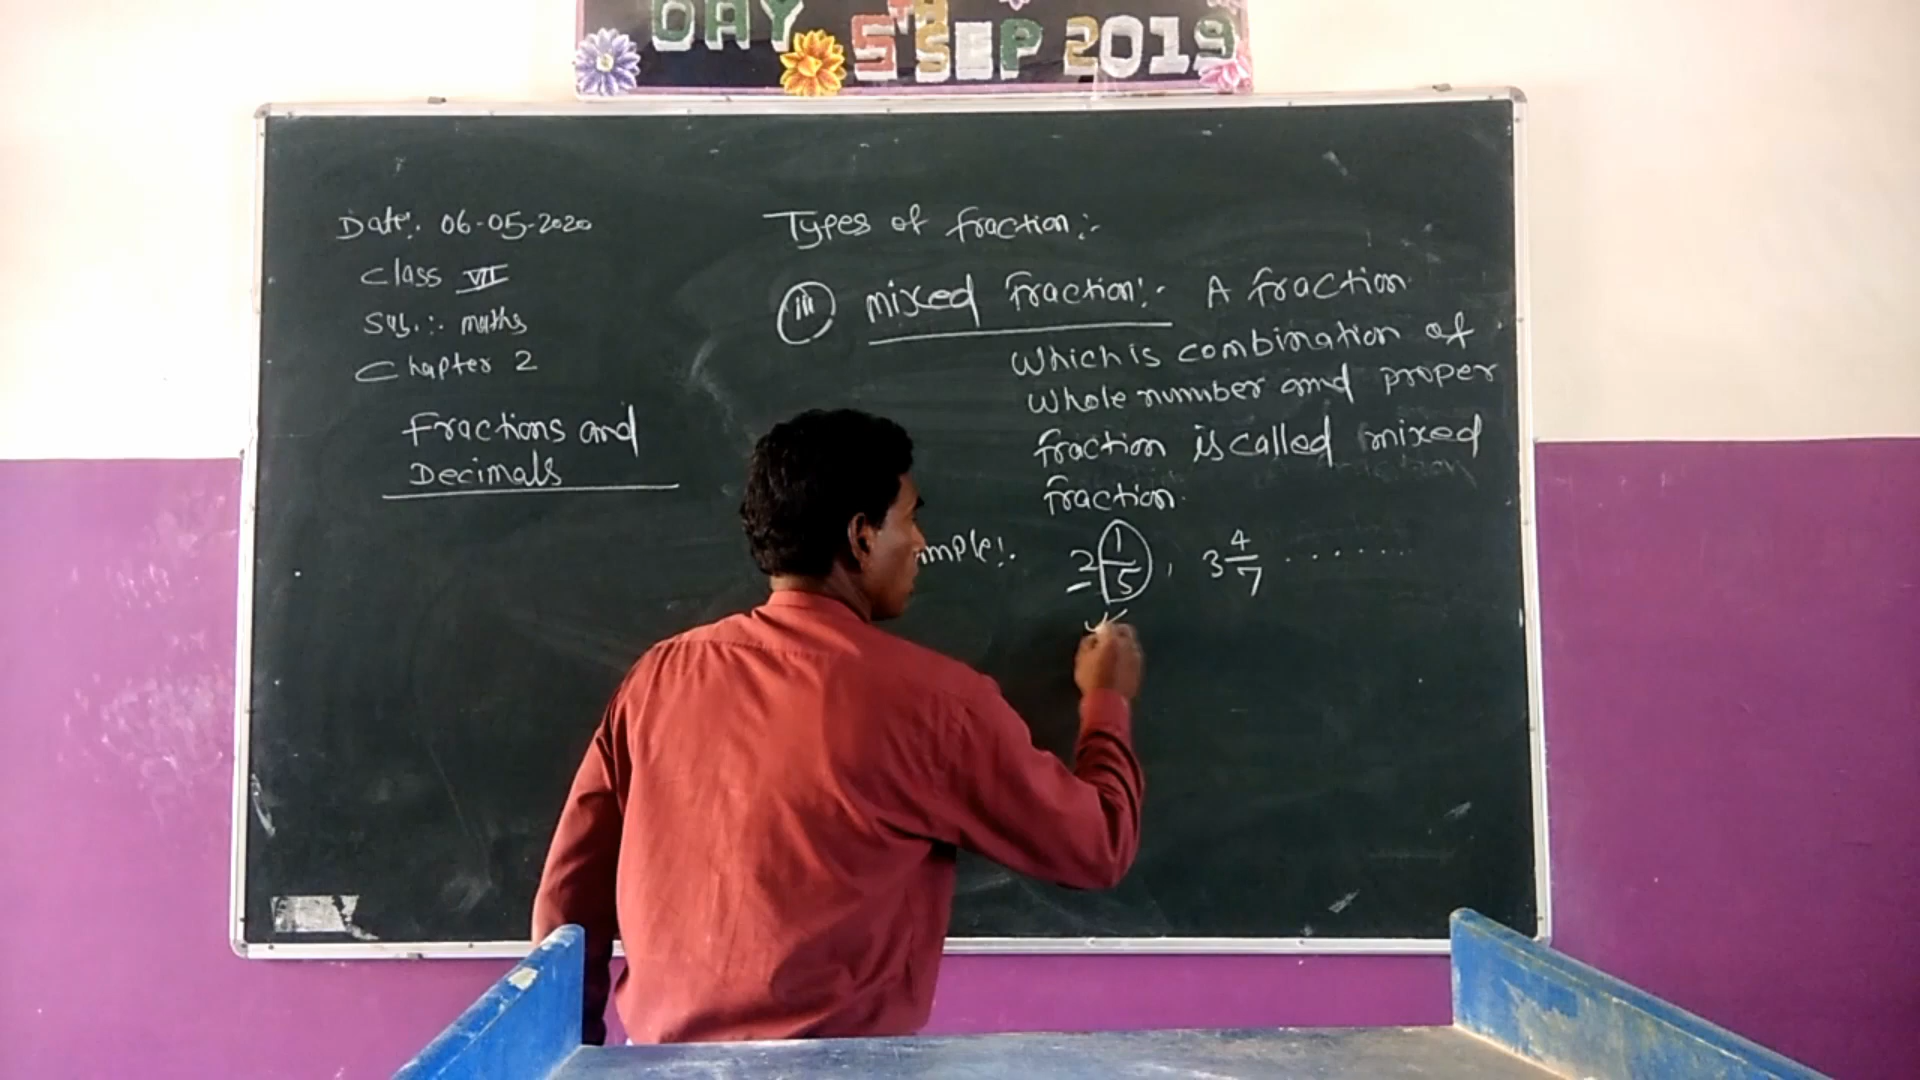 DAY 5TH SEP 2019
Date:. 06-05-2020
Class VII
Sub.:. maths
Chapter 2
Fractions and
Decimals
Types of fraction:-
(iii) mixed fraction:- A fraction
which is combination of
whole number and proper
fraction is called mixed
fraction.
mple:. 2 1/5 , 3 4/7 .......